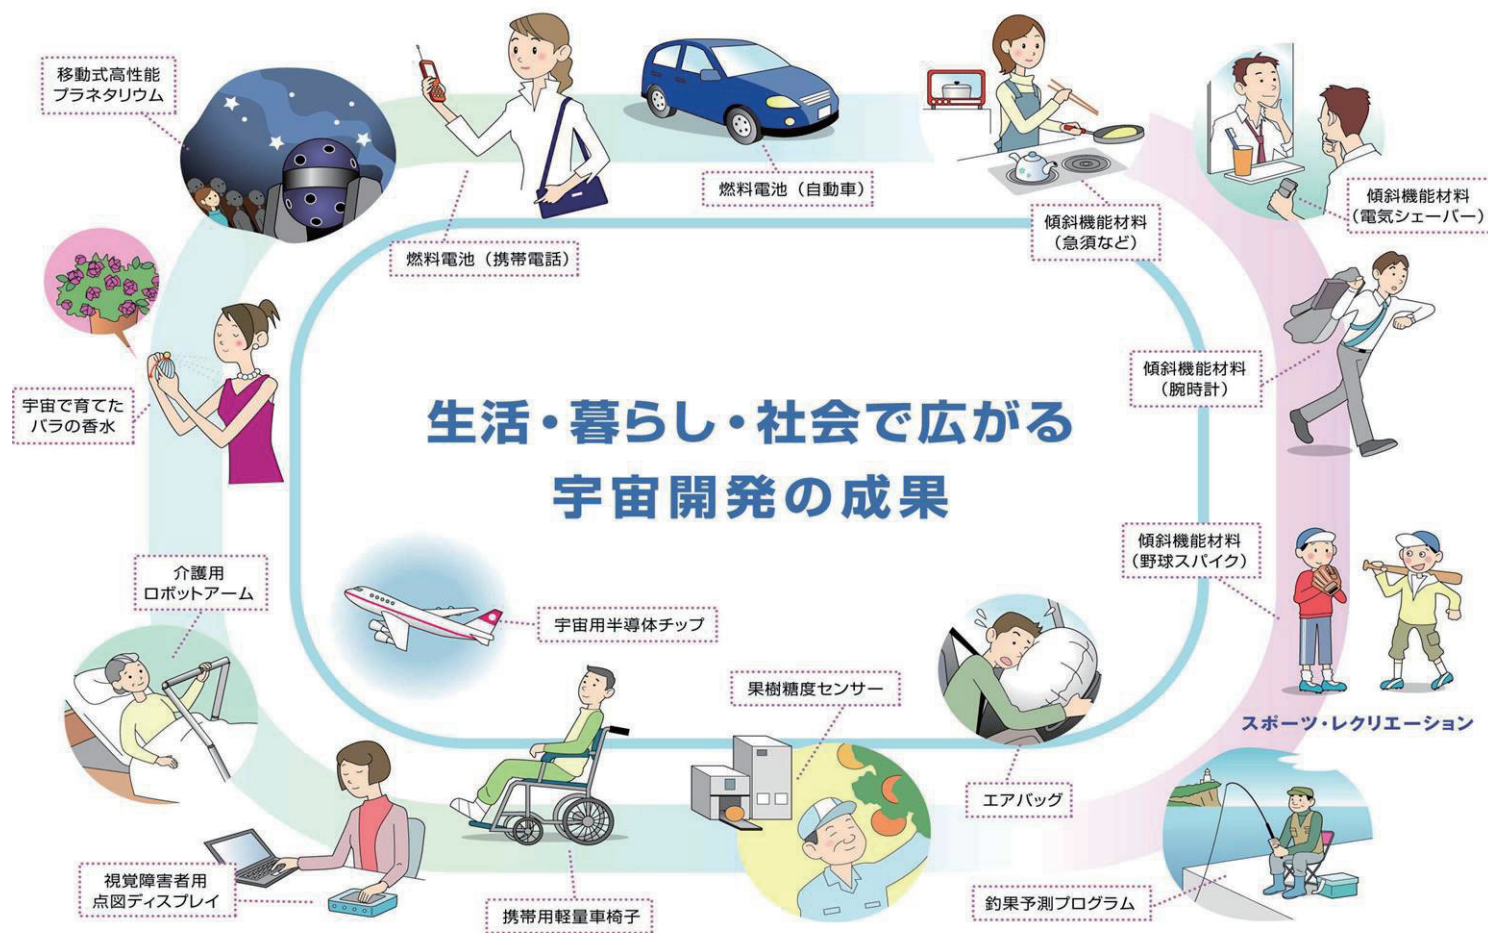 移動式高性能
プラネタリウム
燃料電池（携帯電話）
燃料電池（自動車）
傾斜機能材料
（急須など）
傾斜機能材料
（電気シェーバー）
傾斜機能材料
（腕時計）
宇宙で育てた
バラの香水
生活・暮らし・社会で広がる
宇宙開発の成果
傾斜機能材料
（野球スパイク）
スポーツ・レクリエーション
介護用
ロボットアーム
宇宙用半導体チップ
果樹糖度センサー
エアバッグ
視覚障害者用
点図ディスプレイ
携帯用軽量車椅子
釣果予測プログラム